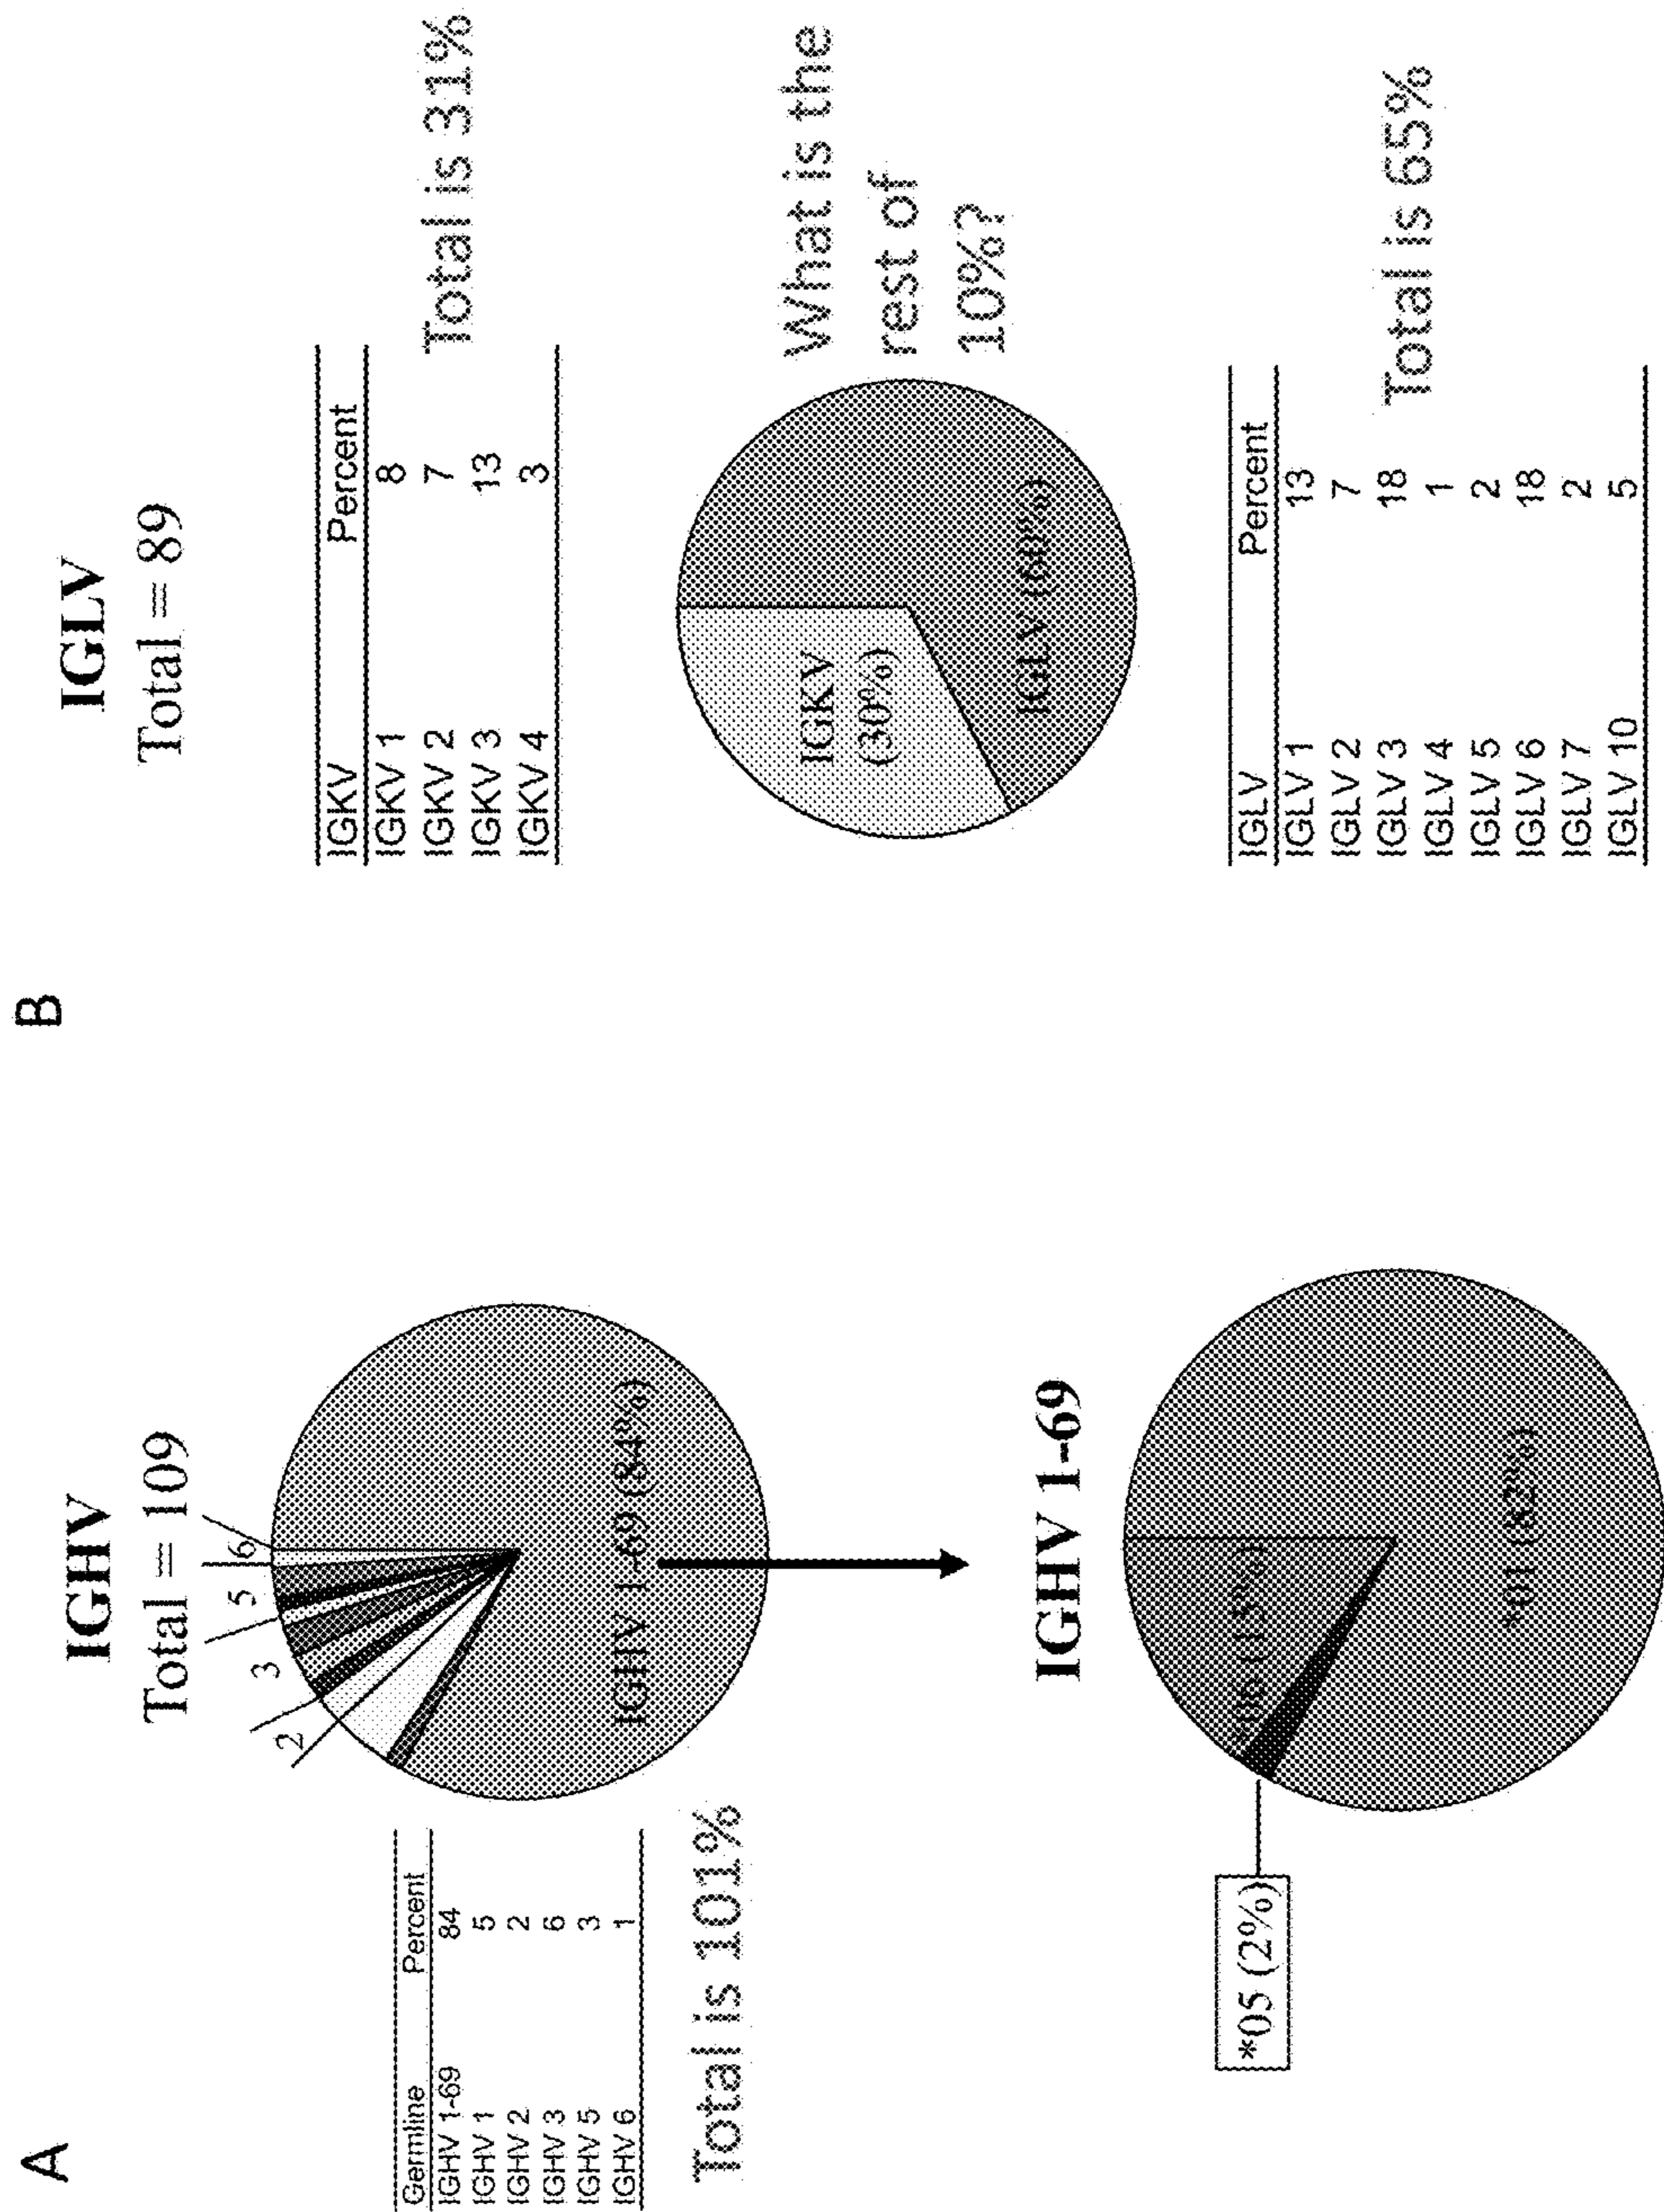 A
IGHV
Total = 109
Germline Percent
IGHV 1-69 84
IGHV 1 5
IGHV 2 2
IGHV 3 6
IGHV 5 3
IGHV 6 1
Total is 101%
2
3
5
6
IGHV 1-69 (84%)
IGHV 1-69
*05 (2%)
*01 (82%)
B
IGLV
Total = 89
IGKV Percent
IGKV 1 8
IGKV 2 7
IGKV 3 13
IGKV 4 3
Total is 31%
IGKV
(30%)
IGLV (60%)
What is the
rest of
10%?
IGLV Percent
IGLV 1 13
IGLV 2 7
IGLV 3 18
IGLV 4 1
IGLV 5 2
IGLV 6 18
IGLV 7 2
IGLV 10 5
Total is 65%